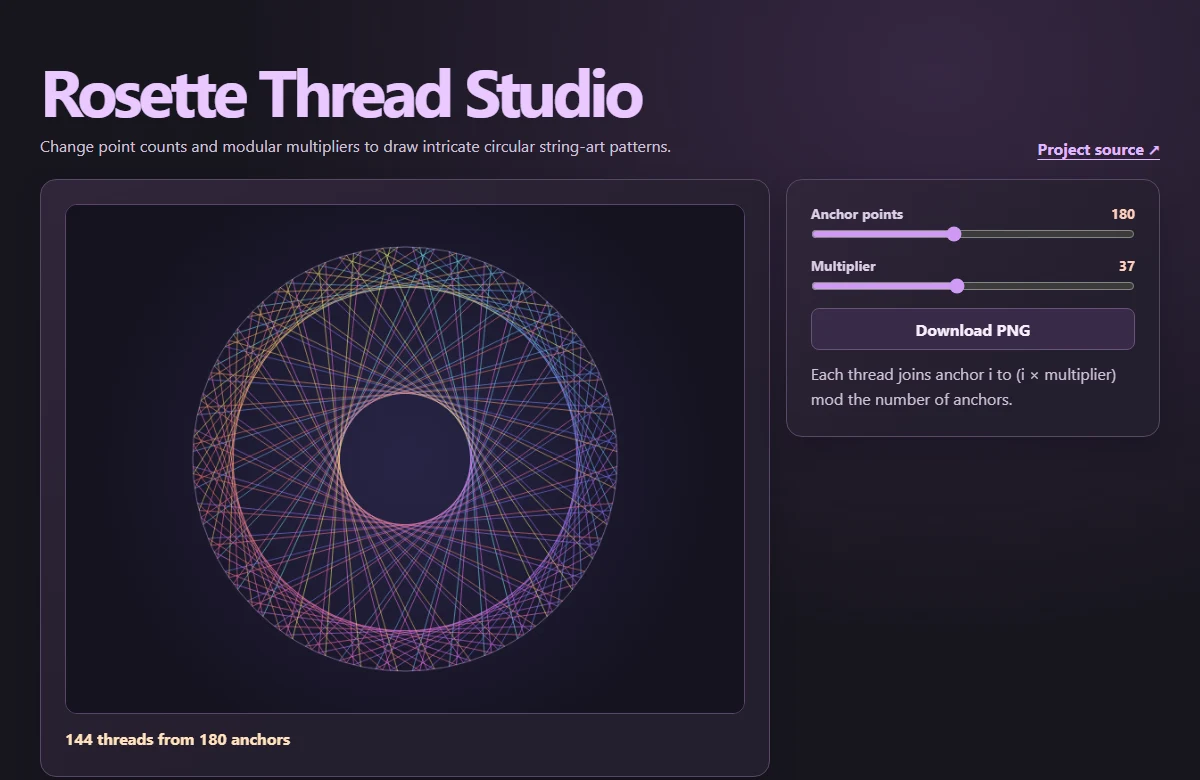 Rosette Thread Studio
Change point counts and modular multipliers to draw intricate circular string-art patterns.
Project source ↗
Anchor points 180
Multiplier 37
Download PNG
Each thread joins anchor i to (i × multiplier)
mod the number of anchors.
144 threads from 180 anchors